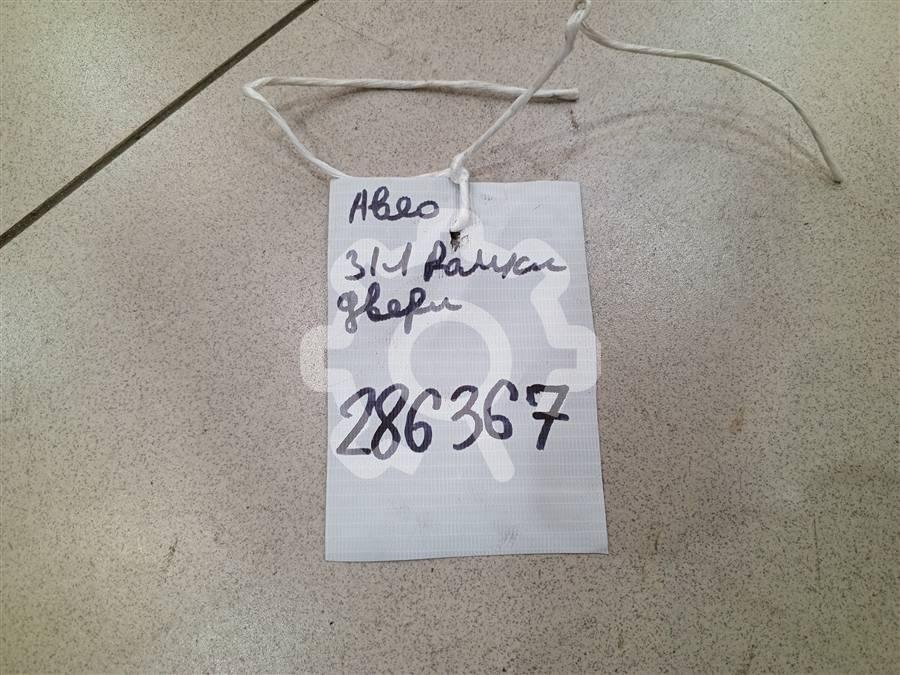 Авео
З/Л Рамки
двери
286367